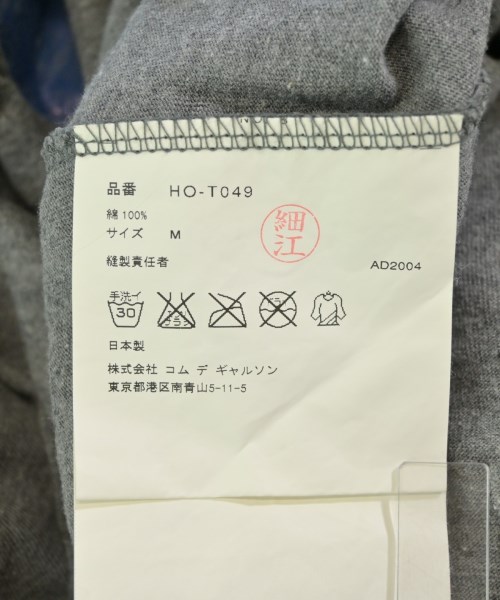 品番 HO-T049
綿 100%
サイズ M
縫製責任者
細江
AD2004
手洗イ
30
日本製
株式会社 コム デ ギャルソン
東京都港区南青山5-11-5